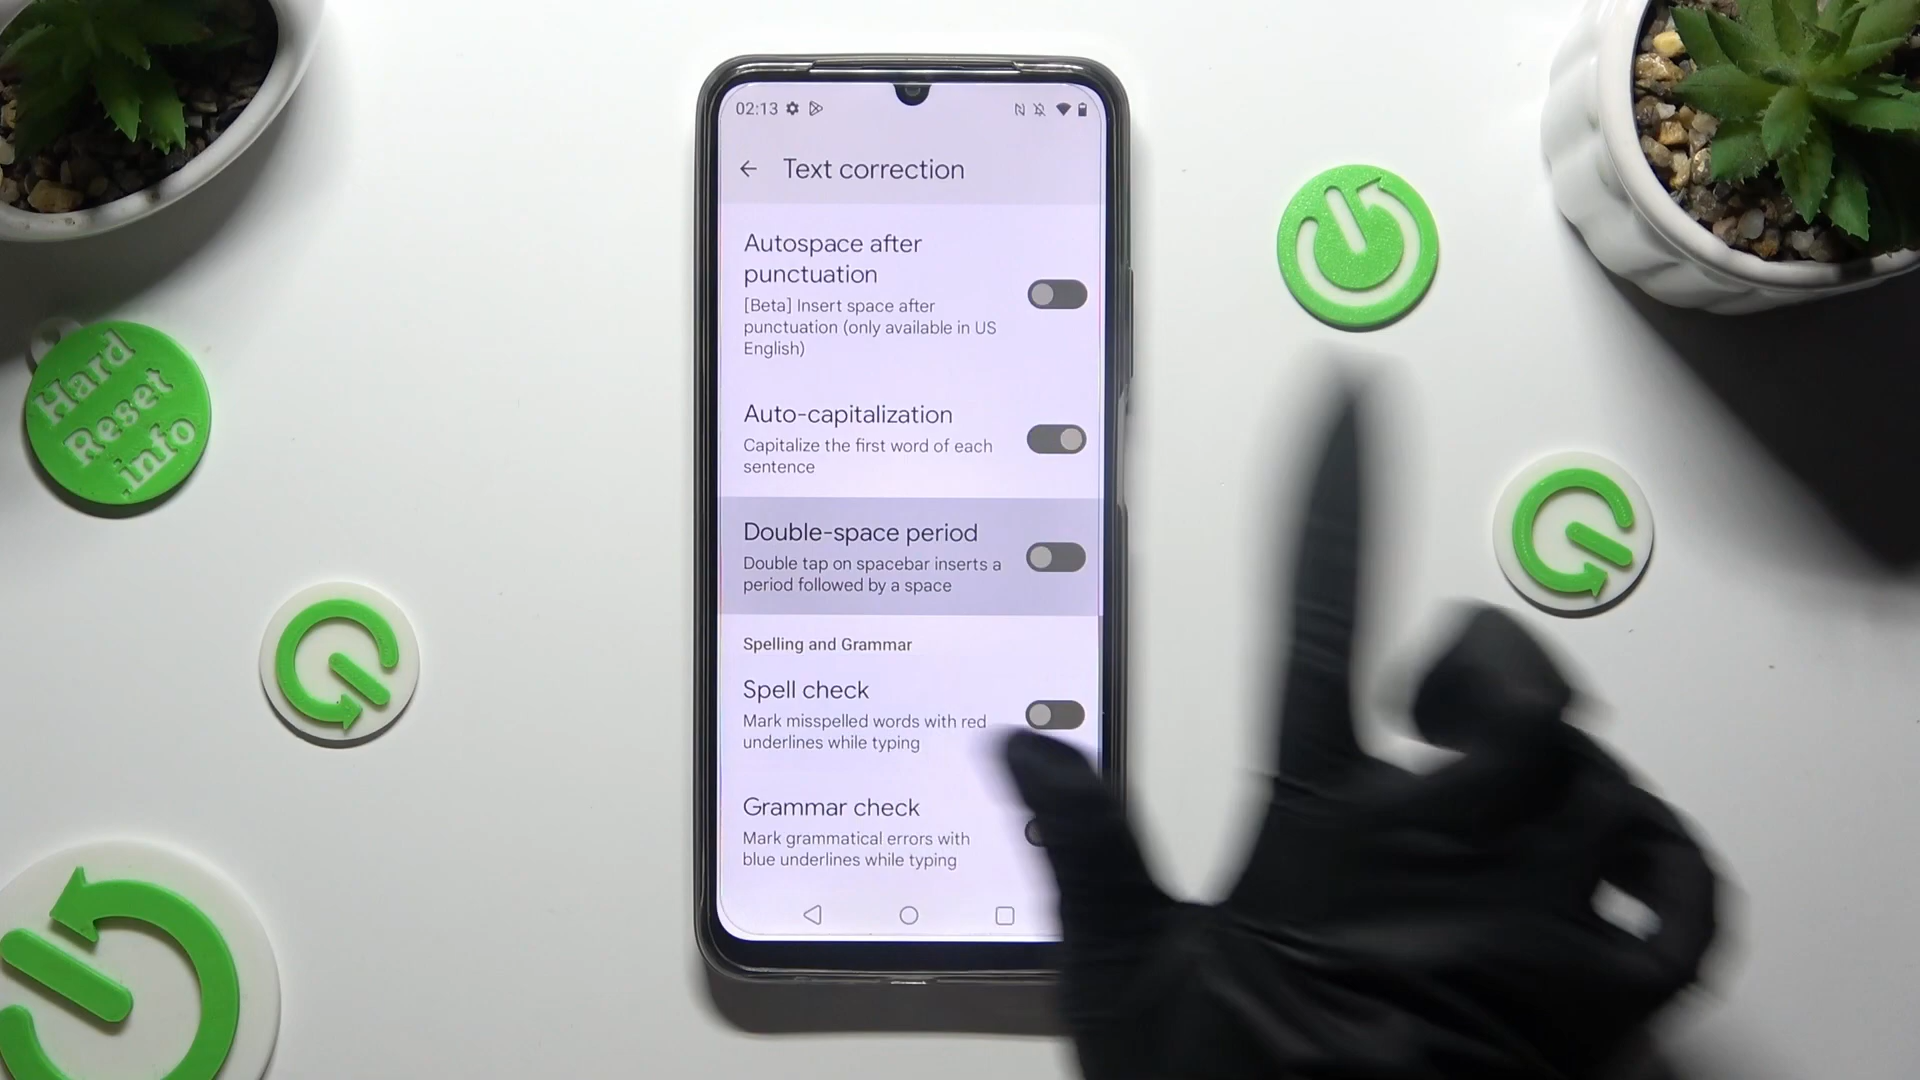 02:13
Text correction
Autospace after
punctuation
[Beta] Insert space after
punctuation (only available in US
English)
Auto-capitalization
Capitalize the first word of each
sentence
Double-space period
Double tap on spacebar inserts a
period followed by a space
Spelling and Grammar
Spell check
Mark misspelled words with red
underlines while typing
Grammar check
Mark grammatical errors with
blue underlines while typing
Hard
Reset
.info